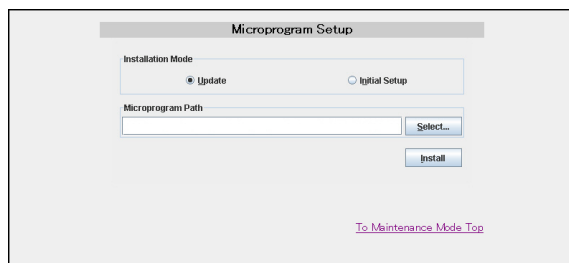 Microprogram Setup
Installation Mode
Update Initial Setup
Microprogram Path
Select...
Install
To Maintenance Mode Top